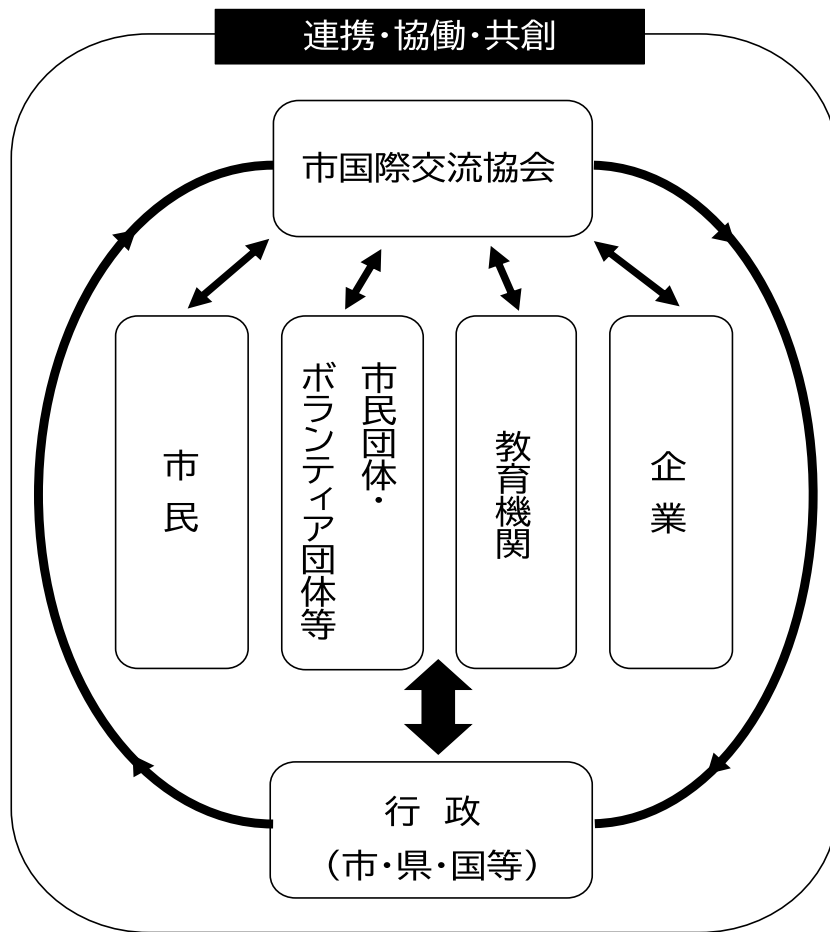 連携・協働・共創
市国際交流協会
市民
市民団体・
ボランティア団体等
教育機関
企業
行 政
（市・県・国等）